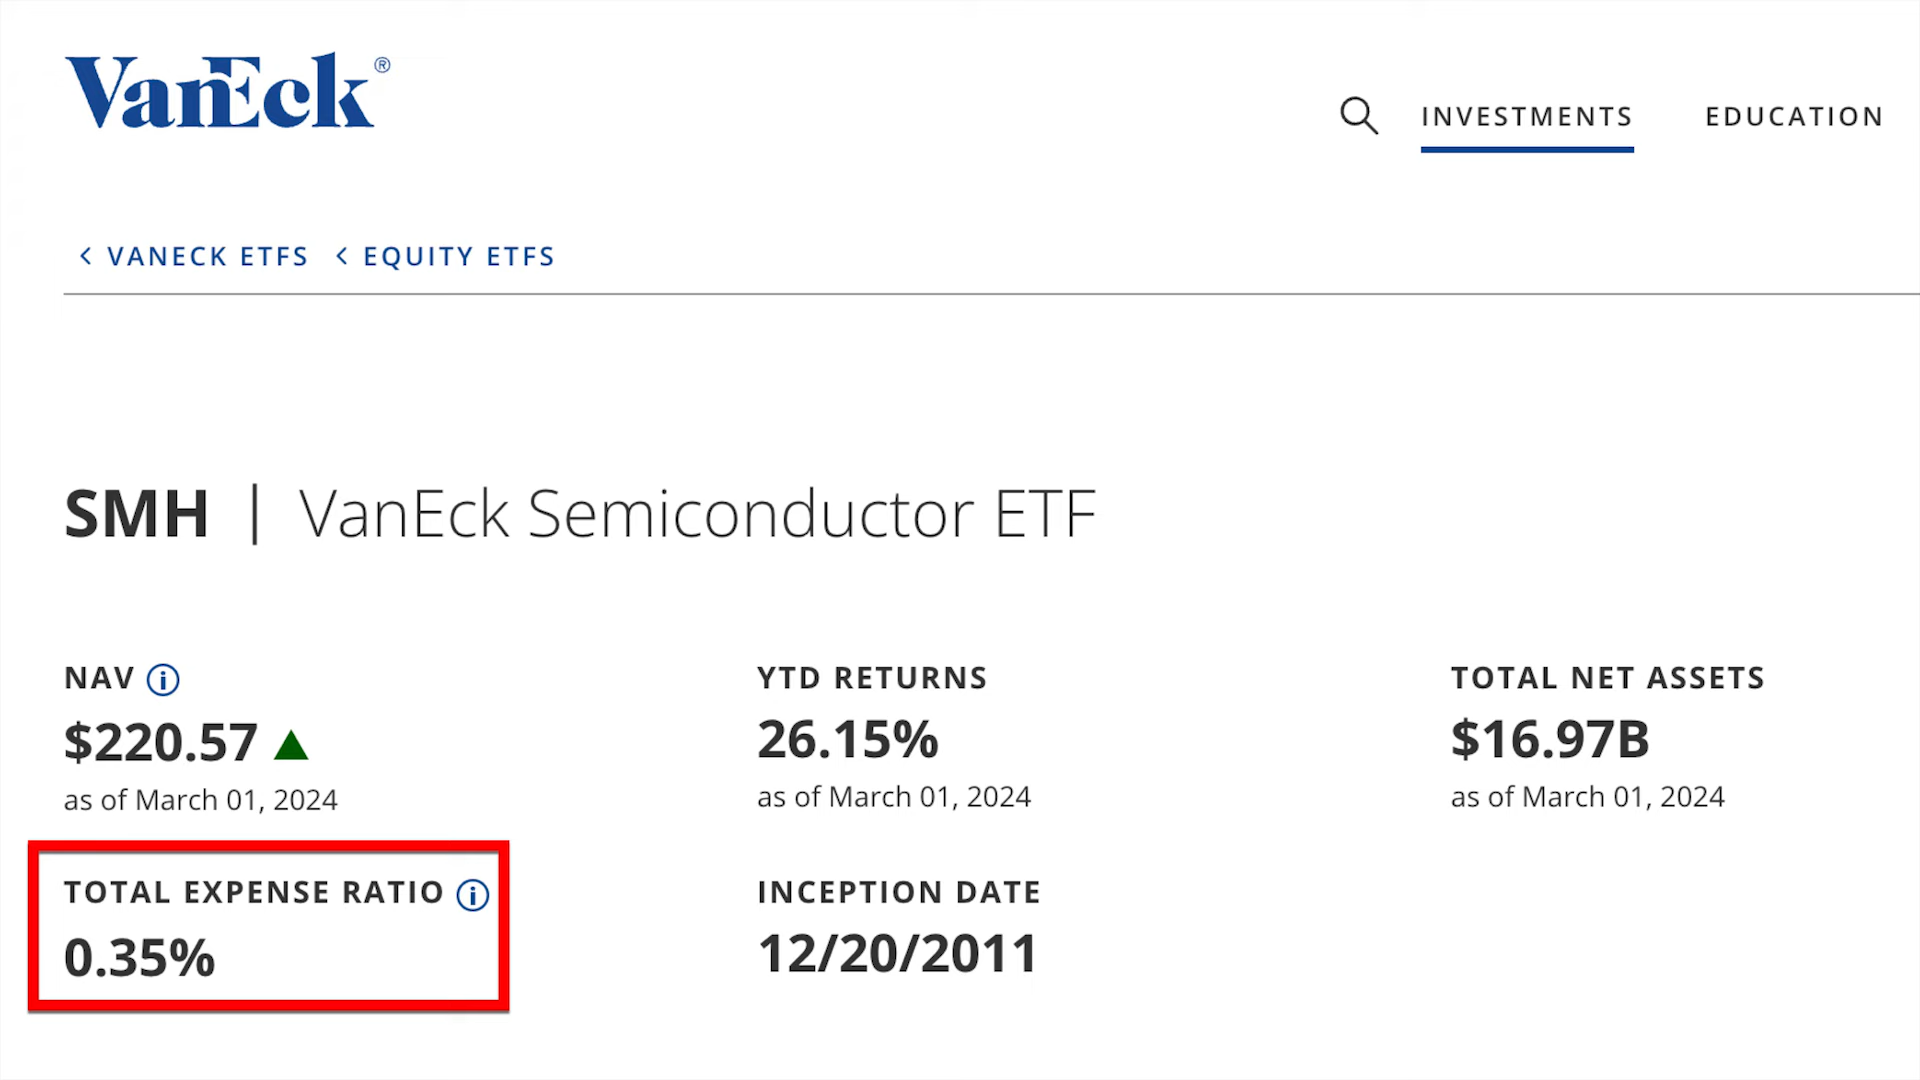 VanEck®
INVESTMENTS EDUCATION
< VANECK ETFS < EQUITY ETFS
SMH | VanEck Semiconductor ETF
NAV i
$220.57 ▲
as of March 01, 2024
YTD RETURNS
26.15%
as of March 01, 2024
TOTAL NET ASSETS
$16.97B
as of March 01, 2024
TOTAL EXPENSE RATIO i
0.35%
INCEPTION DATE
12/20/2011